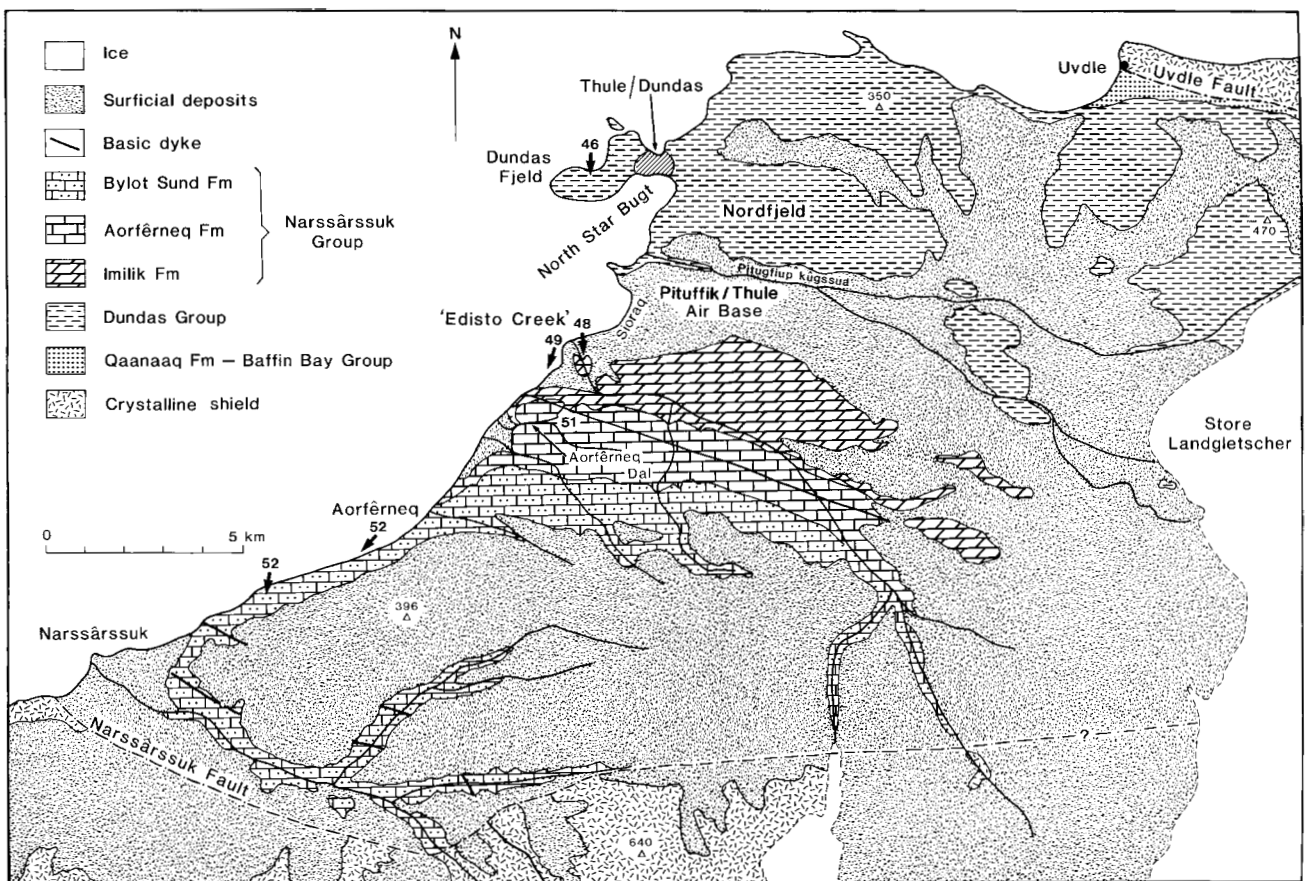 Ice
Surficial deposits
Basic dyke
Bylot Sund Fm
Aorfêrneq Fm
Imilik Fm
Narssârssuk
Group
Dundas Group
Qaanaaq Fm – Baffin Bay Group
Crystalline shield
N
Thule/Dundas
46
Dundas
Fjeld
North Star Bugt
350
Uvdle
Uvdle Fault
Nordfjeld
470
Pitugfiup kûgssuâ
Pituffik/Thule
Air Base
Sioraq
'Edisto Creek'
48
49
51
Aorfêrneq
Dal
Store
Landgletscher
0
5 km
Aorfêrneq
52
52
396
Narssârssuk
Narssârssuk Fault
?
640